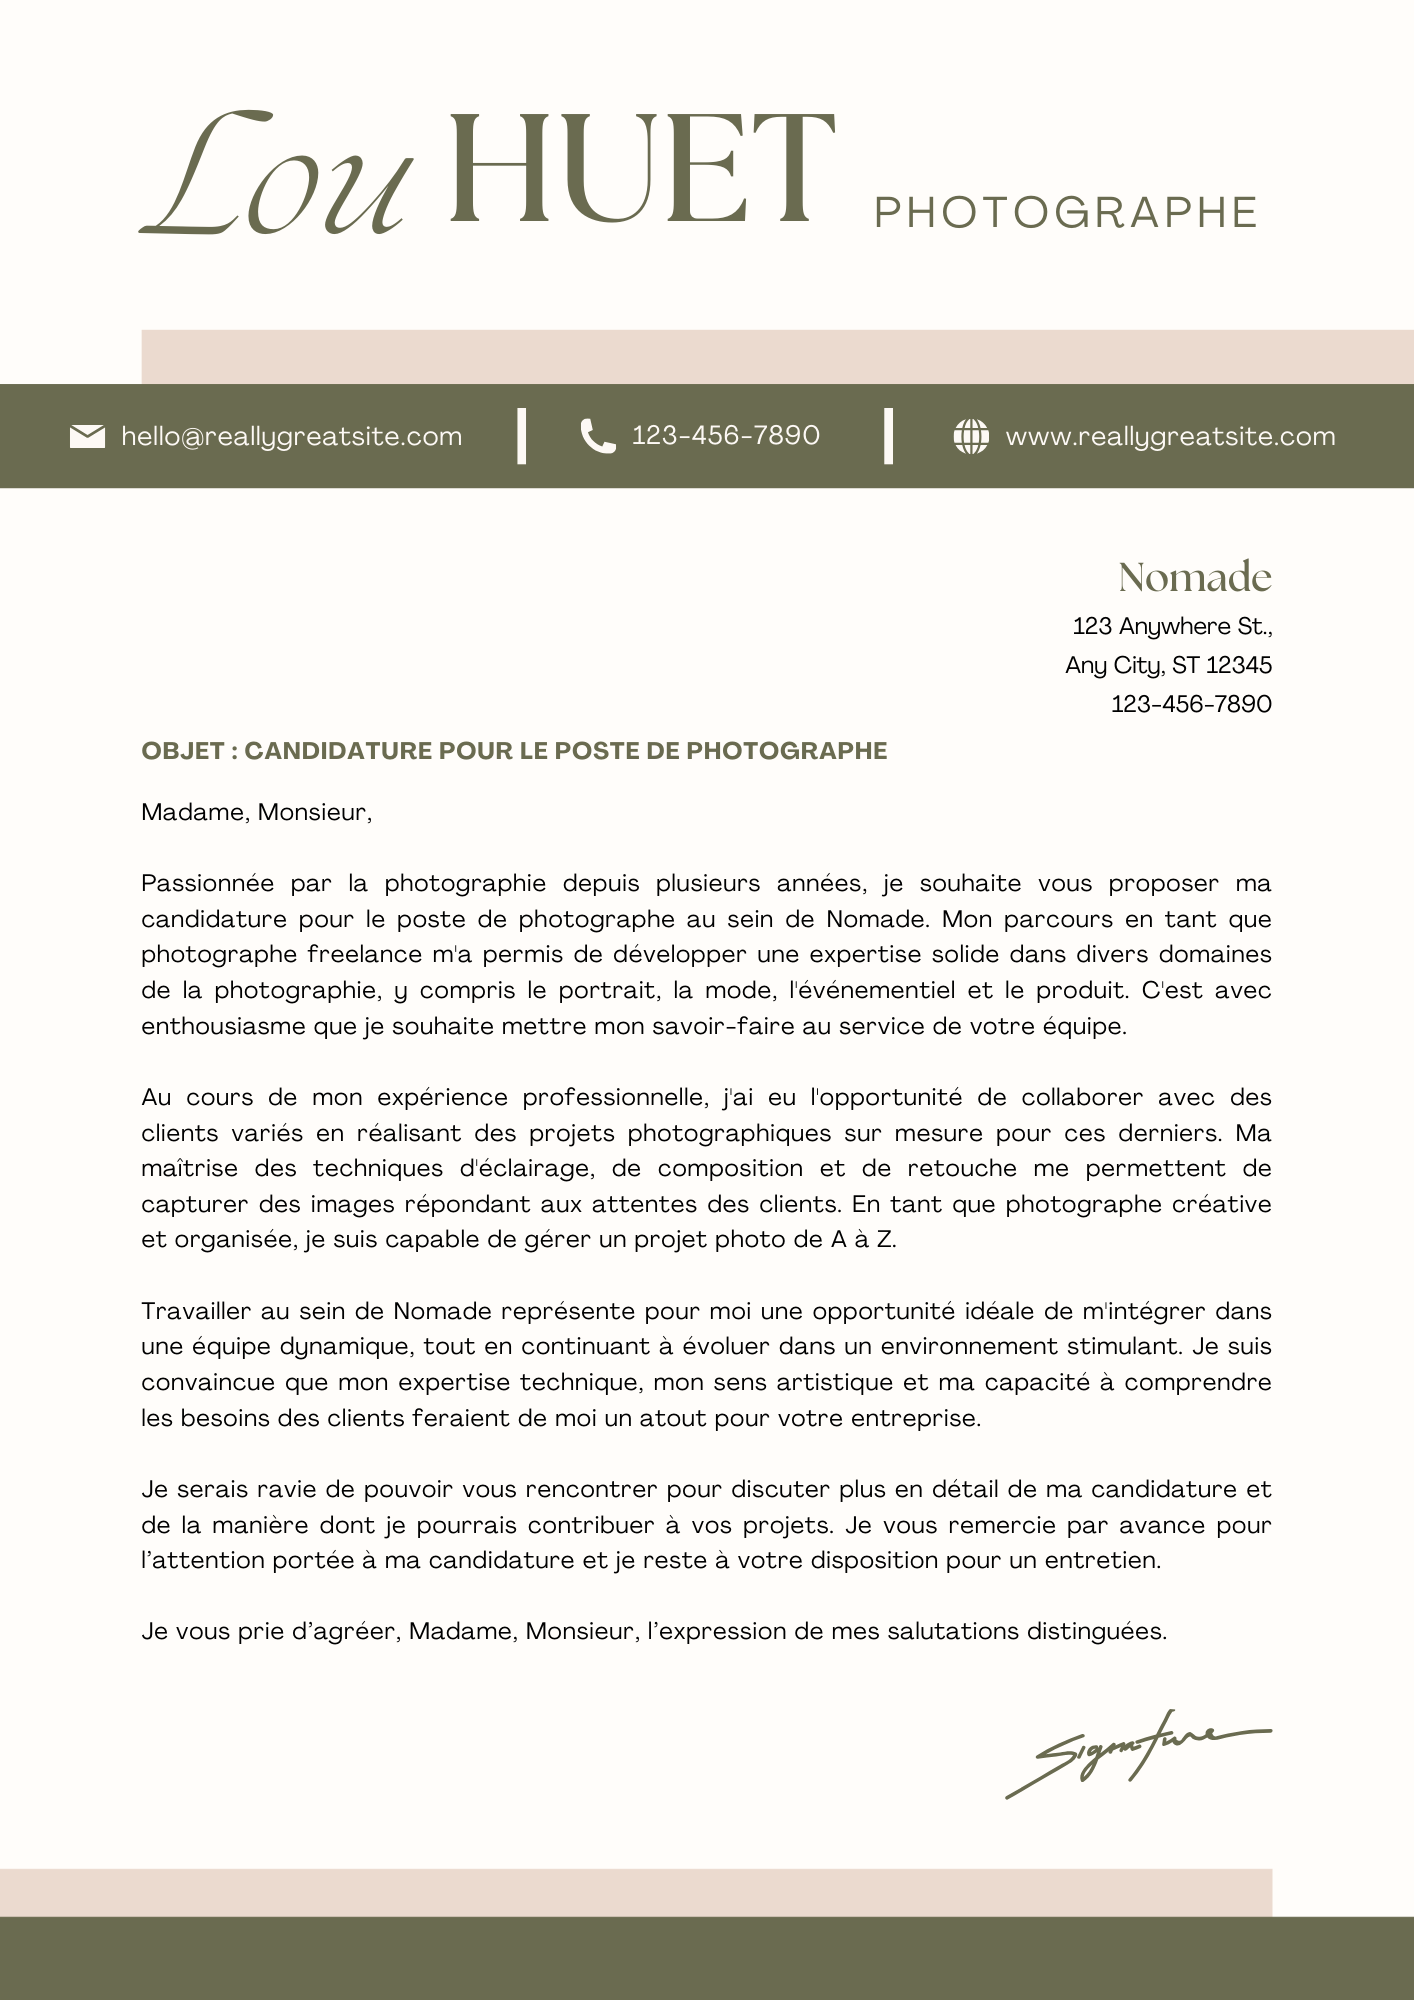 Lou HUET PHOTOGRAPHE
hello@reallygreatsite.com
123-456-7890
www.reallygreatsite.com
Nomade
123 Anywhere St.,
Any City, ST 12345
123-456-7890
OBJET : CANDIDATURE POUR LE POSTE DE PHOTOGRAPHE
Madame, Monsieur,
Passionnée par la photographie depuis plusieurs années, je souhaite vous proposer ma
candidature pour le poste de photographe au sein de Nomade. Mon parcours en tant que
photographe freelance m'a permis de développer une expertise solide dans divers domaines
de la photographie, y compris le portrait, la mode, l'événementiel et le produit. C'est avec
enthousiasme que je souhaite mettre mon savoir-faire au service de votre équipe.
Au cours de mon expérience professionnelle, j'ai eu l'opportunité de collaborer avec des
clients variés en réalisant des projets photographiques sur mesure pour ces derniers. Ma
maîtrise des techniques d'éclairage, de composition et de retouche me permettent de
capturer des images répondant aux attentes des clients. En tant que photographe créative
et organisée, je suis capable de gérer un projet photo de A à Z.
Travailler au sein de Nomade représente pour moi une opportunité idéale de m'intégrer dans
une équipe dynamique, tout en continuant à évoluer dans un environnement stimulant. Je suis
convaincue que mon expertise technique, mon sens artistique et ma capacité à comprendre
les besoins des clients feraient de moi un atout pour votre entreprise.
Je serais ravie de pouvoir vous rencontrer pour discuter plus en détail de ma candidature et
de la manière dont je pourrais contribuer à vos projets. Je vous remercie par avance pour
l’attention portée à ma candidature et je reste à votre disposition pour un entretien.
Je vous prie d’agréer, Madame, Monsieur, l’expression de mes salutations distinguées.
Signature